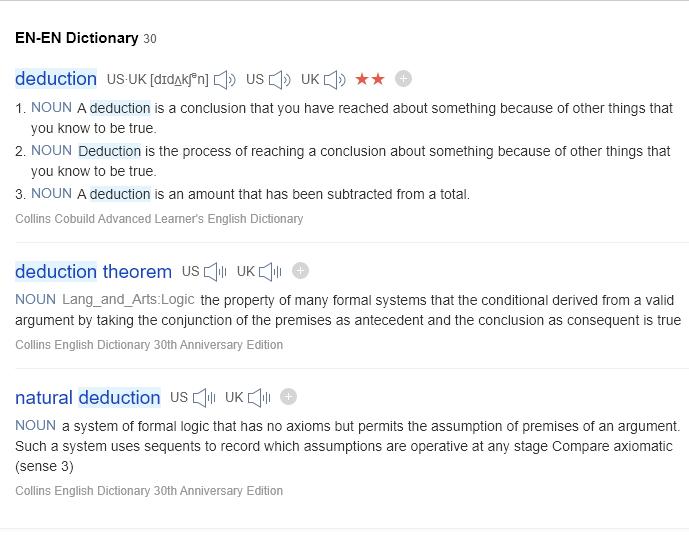 EN-EN Dictionary 30
deduction US·UK [dɪdʌkʃᵊn] US UK
1. NOUN A deduction is a conclusion that you have reached about something because of other things that
you know to be true.
2. NOUN Deduction is the process of reaching a conclusion about something because of other things that
you know to be true.
3. NOUN A deduction is an amount that has been subtracted from a total.
Collins Cobuild Advanced Learner's English Dictionary
deduction theorem US UK
NOUN Lang_and_Arts:Logic the property of many formal systems that the conditional derived from a valid
argument by taking the conjunction of the premises as antecedent and the conclusion as consequent is true
Collins English Dictionary 30th Anniversary Edition
natural deduction US UK
NOUN a system of formal logic that has no axioms but permits the assumption of premises of an argument.
Such a system uses sequents to record which assumptions are operative at any stage Compare axiomatic
(sense 3)
Collins English Dictionary 30th Anniversary Edition